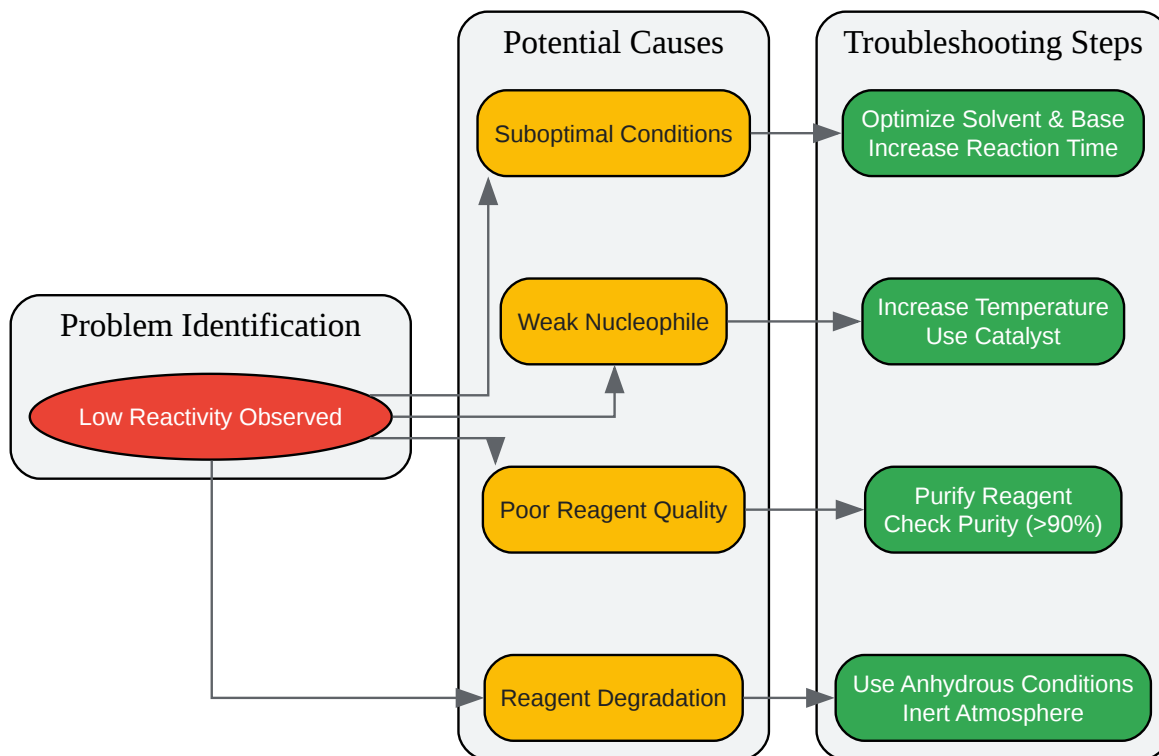 Problem Identification
Low Reactivity Observed
Potential Causes
Suboptimal Conditions
Weak Nucleophile
Poor Reagent Quality
Reagent Degradation
Troubleshooting Steps
Optimize Solvent & Base
Increase Reaction Time
Increase Temperature
Use Catalyst
Purify Reagent
Check Purity (>90%)
Use Anhydrous Conditions
Inert Atmosphere